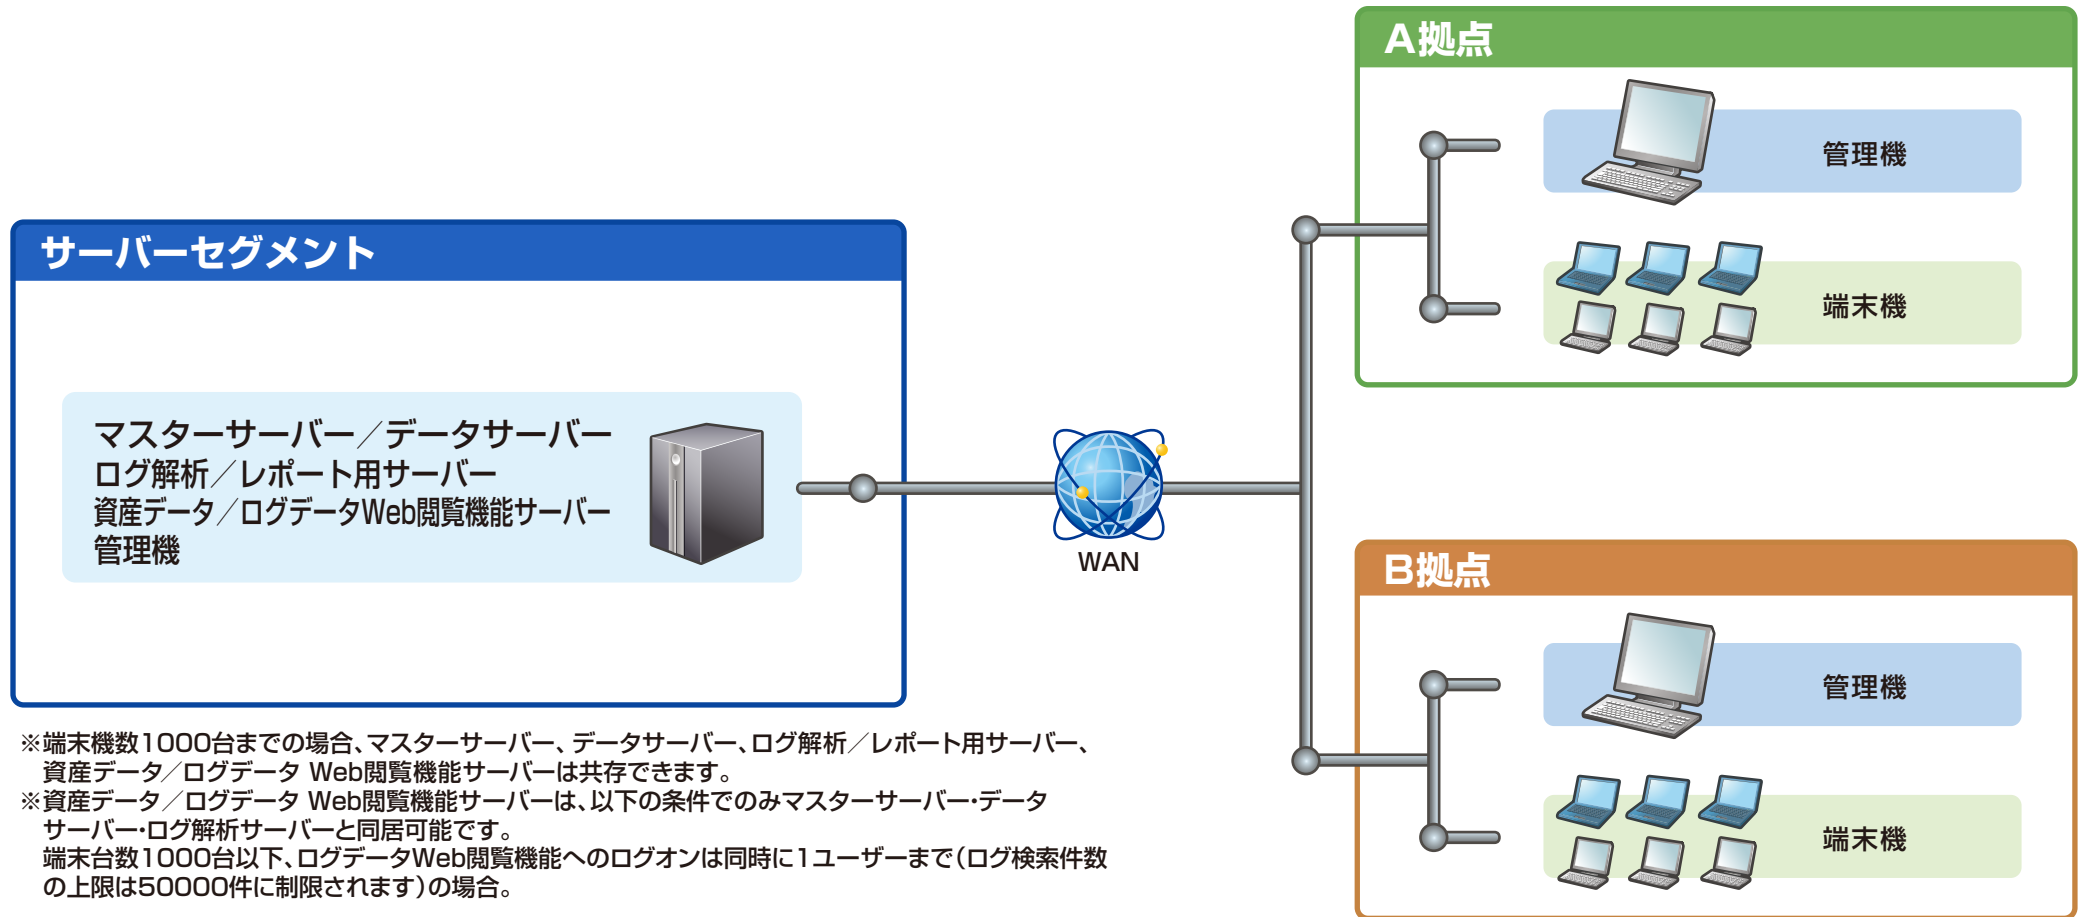 A拠点
管理機
端末機
サーバーセグメント
マスターサーバー／データサーバー
ログ解析／レポート用サーバー
資産データ／ログデータWeb閲覧機能サーバー
管理機
WAN
B拠点
管理機
端末機
※端末機数1000台までの場合、マスターサーバー、データサーバー、ログ解析／レポート用サーバー、
資産データ／ログデータ Web閲覧機能サーバーは共存できます。
※資産データ／ログデータ Web閲覧機能サーバーは、以下の条件でのみマスターサーバー・データ
サーバー・ログ解析サーバーと同居可能です。
端末台数1000台以下、ログデータWeb閲覧機能へのログオンは同時に1ユーザーまで（ログ検索件数
の上限は50000件に制限されます）の場合。